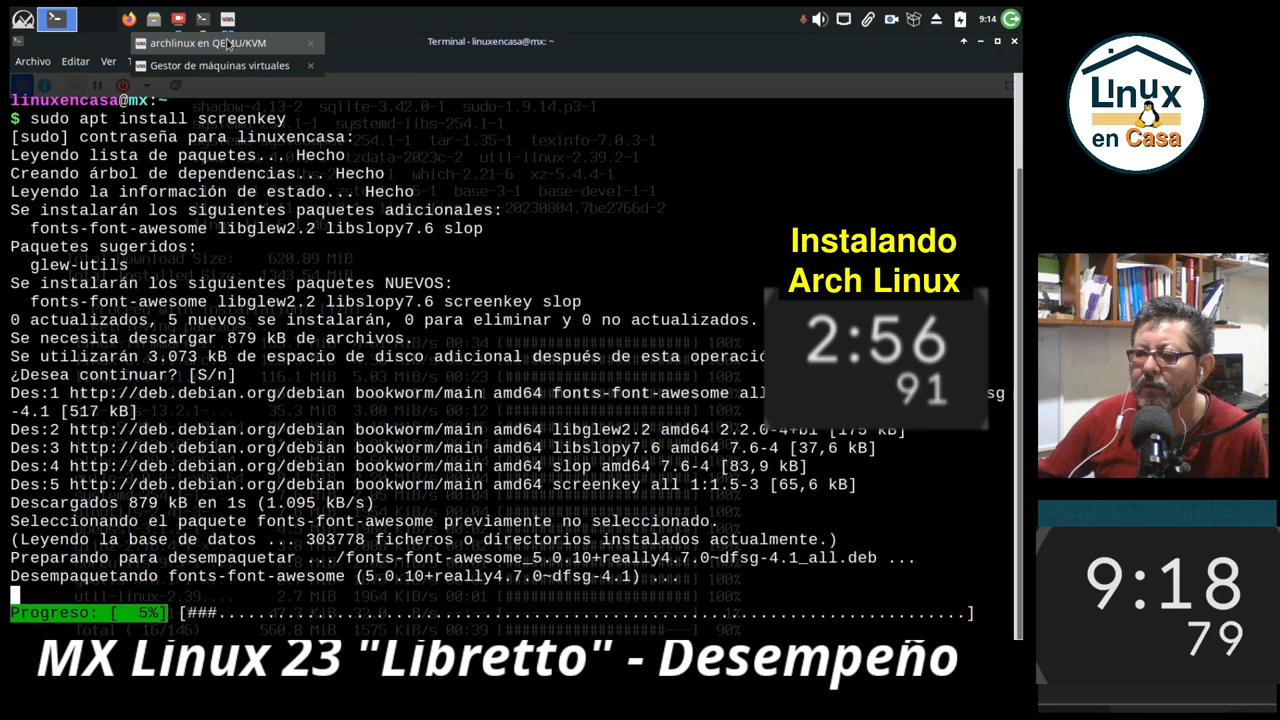 9:14
archlinux en QEMU/KVM
Terminal - linuxencasa@mx: ~
Archivo Editar Ver
Gestor de máquinas virtuales
linuxencasa@mx:~
$ sudo apt install screenkey
[sudo] contraseña para linuxencasa:
Leyendo lista de paquetes... Hecho
Creando árbol de dependencias... Hecho
Leyendo la información de estado... Hecho
Se instalarán los siguientes paquetes adicionales:
fonts-font-awesome libglew2.2 libslopy7.6 slop
Paquetes sugeridos:
glew-utils
Se instalarán los siguientes paquetes NUEVOS:
fonts-font-awesome libglew2.2 libslopy7.6 screenkey slop
0 actualizados, 5 nuevos se instalarán, 0 para eliminar y 0 no actualizados.
Se necesita descargar 879 kB de archivos.
Se utilizarán 3.073 kB de espacio de disco adicional después de esta operació
¿Desea continuar? [S/n]
Des:1 http://deb.debian.org/debian bookworm/main amd64 fonts-font-awesome all
-4.1 [517 kB]
Des:2 http://deb.debian.org/debian bookworm/main amd64 libglew2.2 amd64 2.2.0-4+b1 [175 kB]
Des:3 http://deb.debian.org/debian bookworm/main amd64 libslopy7.6 amd64 7.6-4 [37,6 kB]
Des:4 http://deb.debian.org/debian bookworm/main amd64 slop amd64 7.6-4 [83,9 kB]
Des:5 http://deb.debian.org/debian bookworm/main amd64 screenkey all 1:1.5-3 [65,6 kB]
Descargados 879 kB en 1s (1.055 kB/s)
Seleccionando el paquete fonts-font-awesome previamente no seleccionado.
(Leyendo la base de datos ... 303778 ficheros o directorios instalados actualmente.)
Preparando para desempaquetar .../fonts-font-awesome_5.0.10+really4.7.0~dfsg-4.1_all.deb ...
Desempaquetando fonts-font-awesome (5.0.10+really4.7.0~dfsg-4.1) ...
Progreso: [  5%] [###..............................................................................]
Instalando
Arch Linux
2:56
91
Linux
en Casa
9:18
79
MX Linux 23 "Libretto" - Desempeño